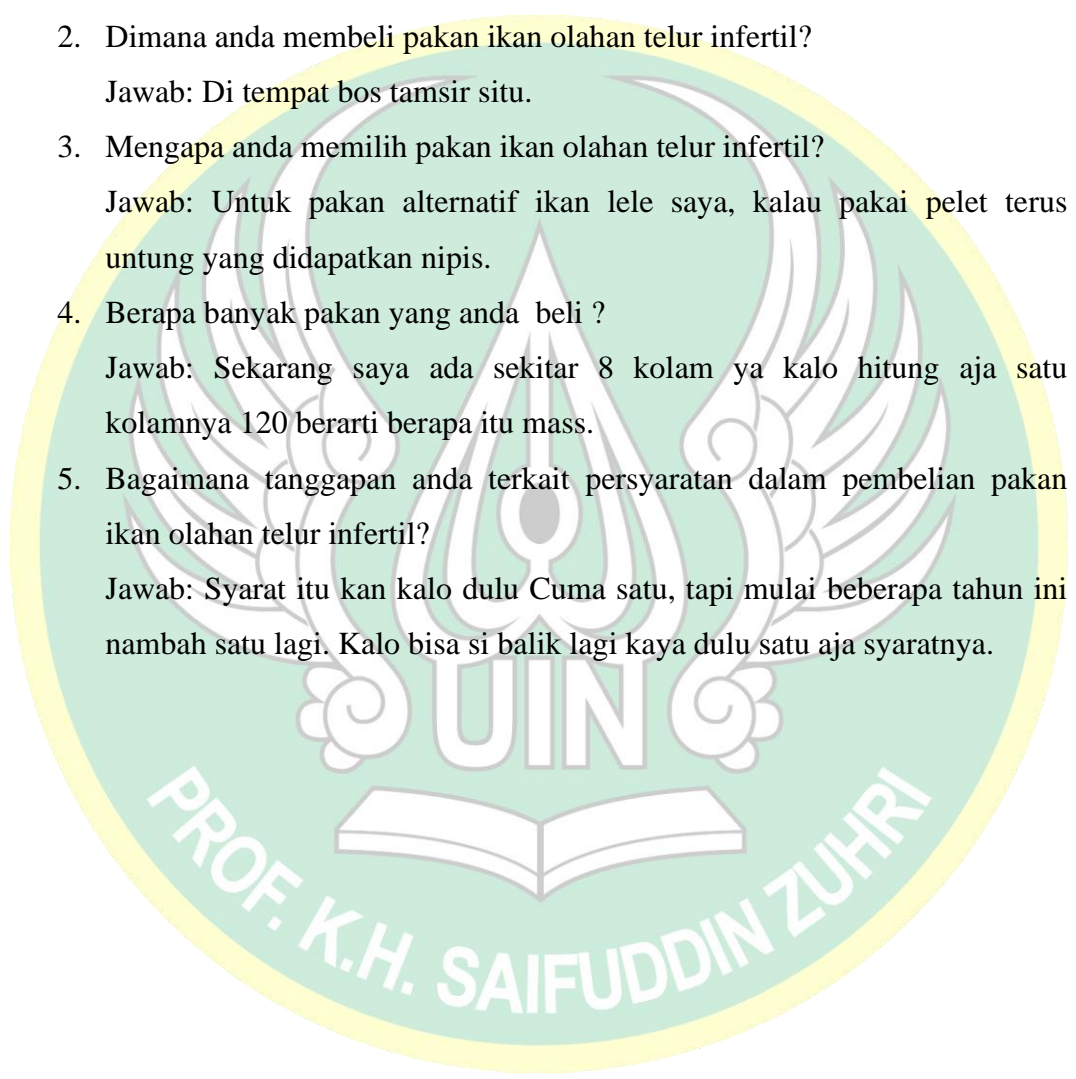 2. Dimana anda membeli pakan ikan olahan telur infertil?
Jawab: Di tempat bos tamsir situ.
3. Mengapa anda memilih pakan ikan olahan telur infertil?
Jawab: Untuk pakan alternatif ikan lele saya, kalau pakai pelet terus
untung yang didapatkan nipis.
4. Berapa banyak pakan yang anda beli ?
Jawab: Sekarang saya ada sekitar 8 kolam ya kalo hitung aja satu
kolamnya 120 berarti berapa itu mass.
5. Bagaimana tanggapan anda terkait persyaratan dalam pembelian pakan
ikan olahan telur infertil?
Jawab: Syarat itu kan kalo dulu Cuma satu, tapi mulai beberapa tahun ini
nambah satu lagi. Kalo bisa si balik lagi kaya dulu satu aja syaratnya.
UIN
PROF. K.H. SAIFUDDIN ZUHRI